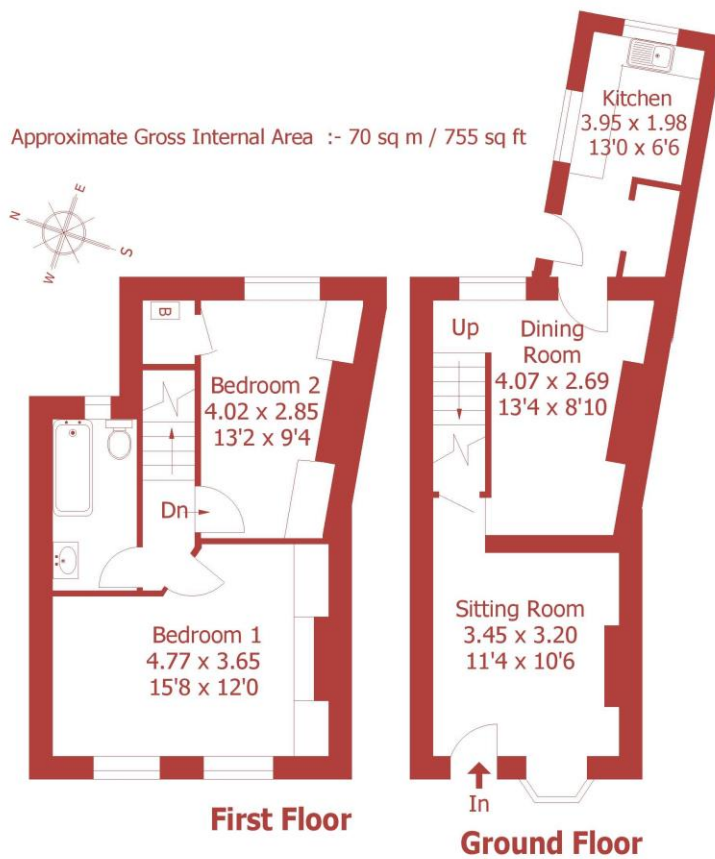 Approximate Gross Internal Area :- 70 sq m / 755 sq ft
N
E
S
W
Kitchen
3.95 x 1.98
13'0 x 6'6
B
Bedroom 2
4.02 x 2.85
13'2 x 9'4
Dn
Bedroom 1
4.77 x 3.65
15'8 x 12'0
First Floor
Up
Dining
Room
4.07 x 2.69
13'4 x 8'10
Sitting Room
3.45 x 3.20
11'4 x 10'6
In
Ground Floor